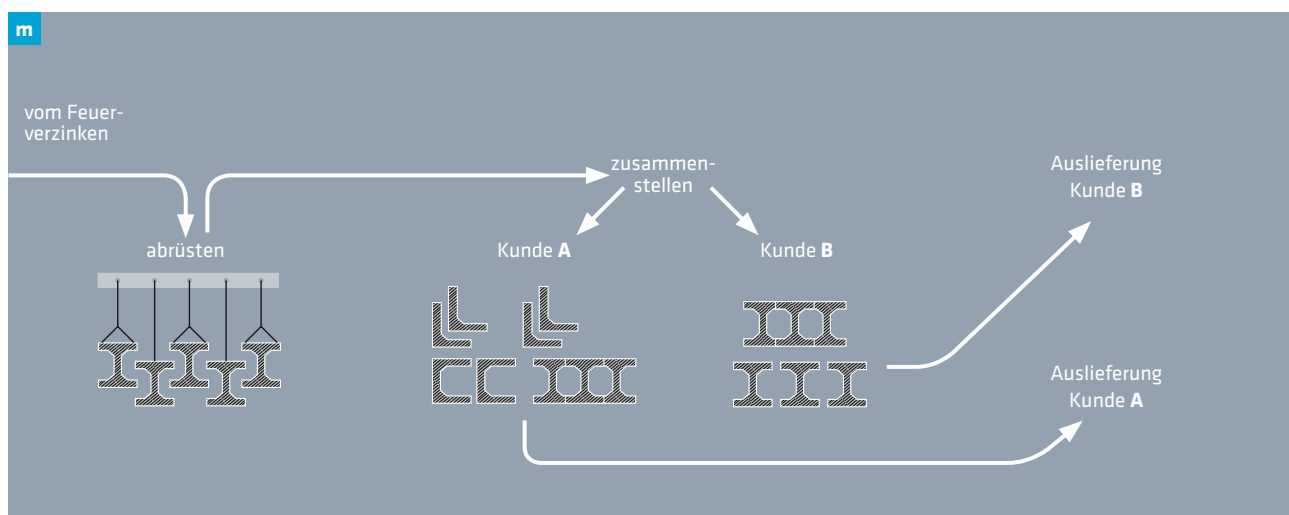 m
vom Feuer-
verzinken
abrüsten
zusammen-
stellen
Kunde A
Kunde B
Auslieferung
Kunde B
Auslieferung
Kunde A